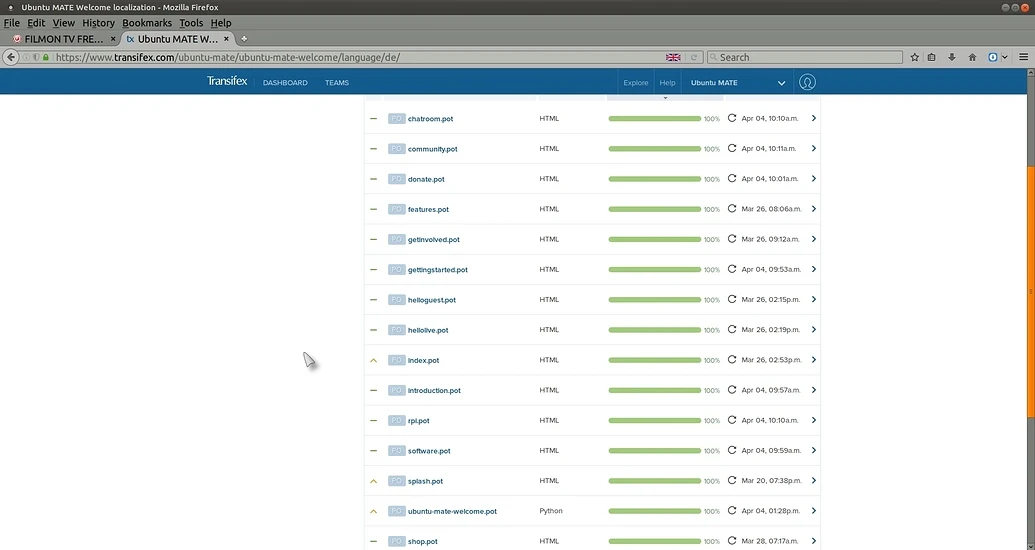 Ubuntu MATE Welcome localization - Mozilla Firefox
File Edit View History Bookmarks Tools Help
FILMON TV FRE... × tx Ubuntu MATE W... ×
https://www.transifex.com/ubuntu-mate/ubuntu-mate-welcome/language/de/ Search
Transifex DASHBOARD TEAMS Explore Help Ubuntu MATE
PO chatroom.pot HTML 100% Apr 04, 10:10a.m.
PO community.pot HTML 100% Apr 04, 10:11a.m.
PO donate.pot HTML 100% Apr 04, 10:01a.m.
PO features.pot HTML 100% Mar 26, 08:06a.m.
PO getinvolved.pot HTML 100% Mar 26, 09:12a.m.
PO gettingstarted.pot HTML 100% Apr 04, 09:53a.m.
PO helloguest.pot HTML 100% Mar 26, 02:15p.m.
PO hellolive.pot HTML 100% Mar 26, 02:19p.m.
PO index.pot HTML 100% Mar 26, 02:53p.m.
PO introduction.pot HTML 100% Apr 04, 09:57a.m.
PO rpi.pot HTML 100% Apr 04, 10:10a.m.
PO software.pot HTML 100% Apr 04, 09:59a.m.
PO splash.pot HTML 100% Mar 20, 07:38p.m.
PO ubuntu-mate-welcome.pot Python 100% Apr 04, 01:28p.m.
PO shop.pot HTML 100% Mar 28, 07:17a.m.